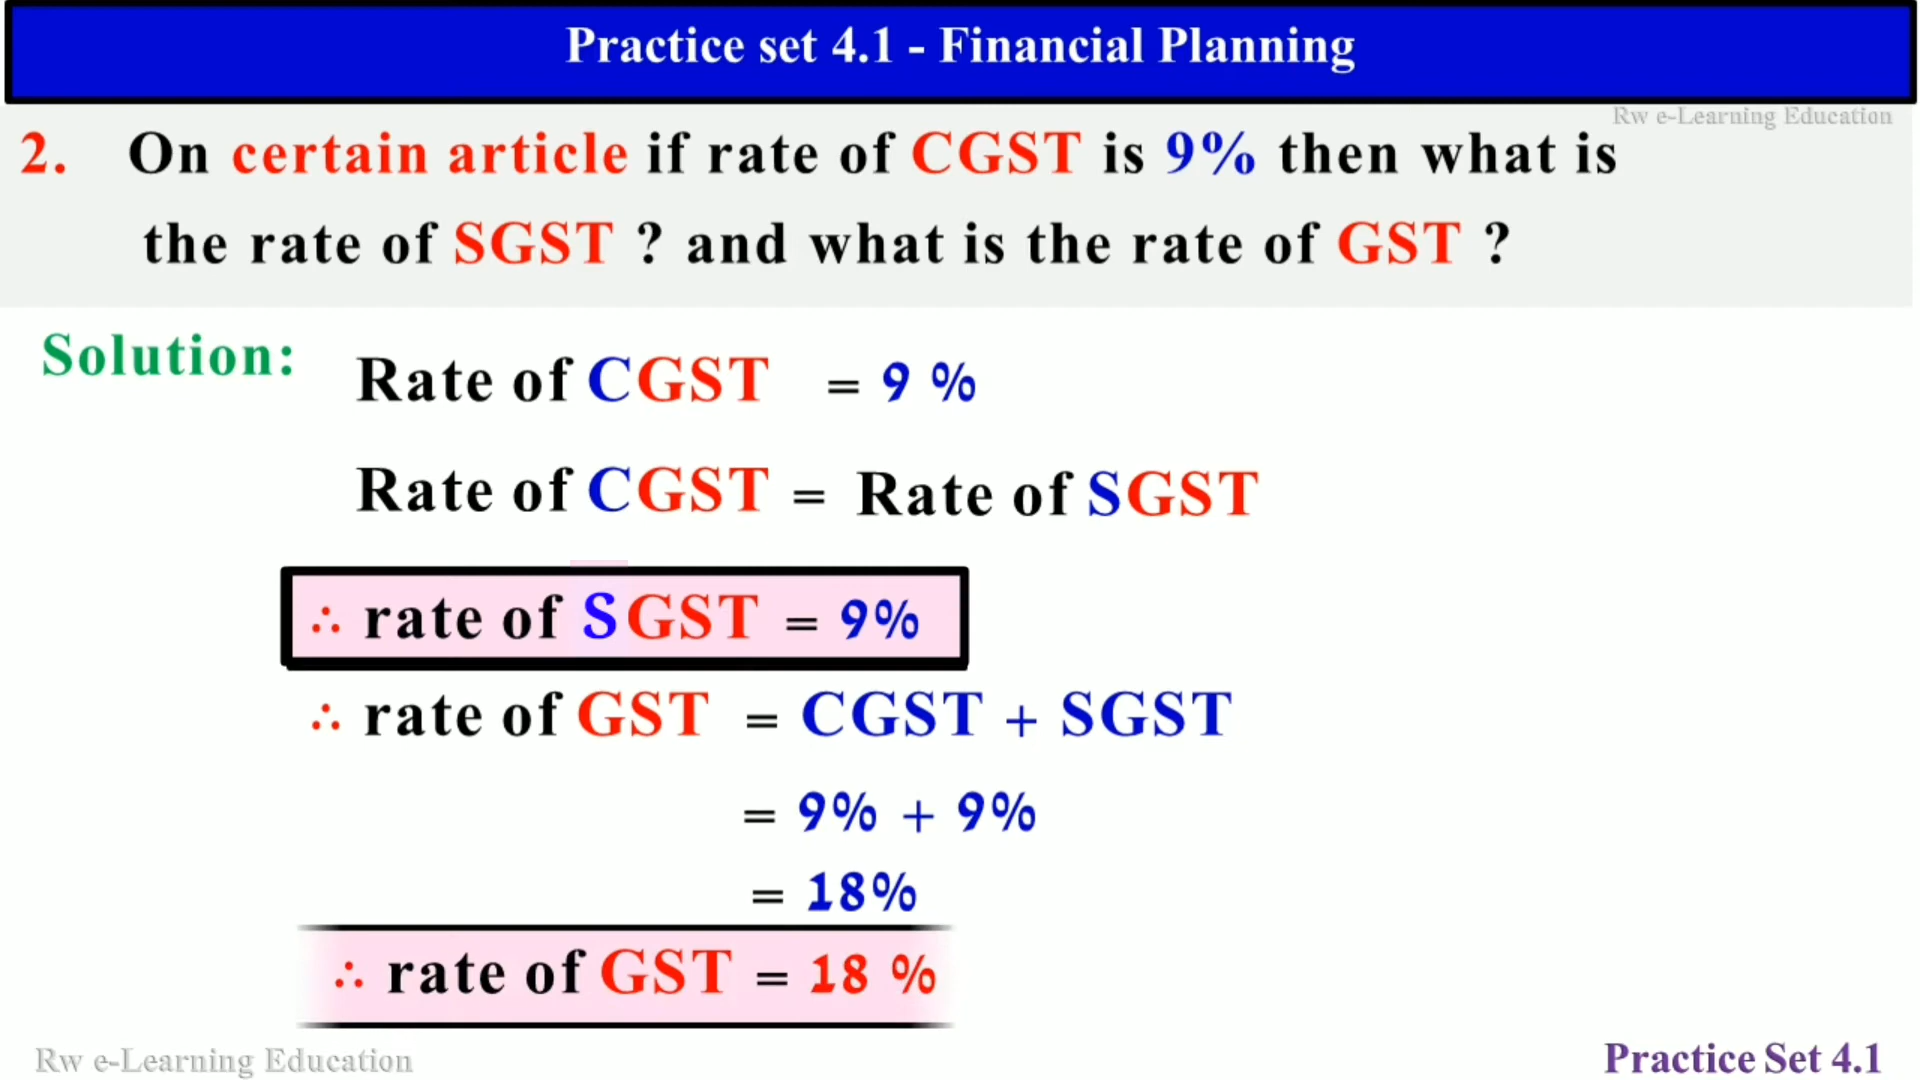 Practice set 4.1 - Financial Planning
Rw e-Learning Education
2. On certain article if rate of CGST is 9% then what is
the rate of SGST ? and what is the rate of GST ?
Solution:
Rate of CGST = 9 %
Rate of CGST = Rate of SGST
∴ rate of SGST = 9%
∴ rate of GST = CGST + SGST
= 9% + 9%
= 18%
∴ rate of GST = 18 %
Rw e-Learning Education
Practice Set 4.1